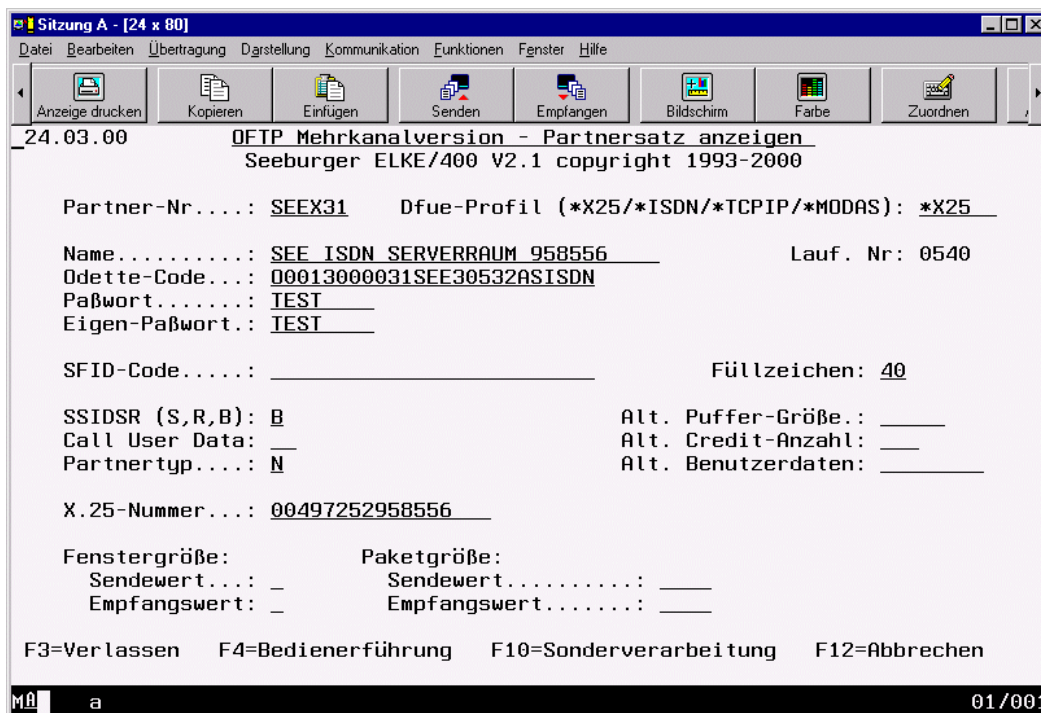 Sitzung A - [24 x 80]
Datei Bearbeiten Übertragung Darstellung Kommunikation Funktionen Fenster Hilfe
Anzeige drucken Kopieren Einfügen Senden Empfangen Bildschirm Farbe Zuordnen
24.03.00 OFTP Mehrkanalversion - Partnersatz anzeigen
Seeburger ELKE/400 V2.1 copyright 1993-2000
Partner-Nr....: SEEX31 Dfue-Profil (*X25/*ISDN/*TCPIP/*MODAS): *X25
Name..........: SEE ISDN SERVERRAUM 958556 Lauf. Nr: 0540
Odette-Code...: O0013000031SEE30532ASISDN
Paßwort.......: TEST
Eigen-Paßwort.: TEST
SFID-Code.....: Füllzeichen: 40
SSIDSR (S,R,B): B Alt. Puffer-Größe.:
Call User Data: Alt. Credit-Anzahl:
Partnertyp....: N Alt. Benutzerdaten:
X.25-Nummer...: 00497252958556
Fenstergröße: Paketgröße:
Sendewert...: Sendewert..........:
Empfangswert: Empfangswert.......:
F3=Verlassen F4=Bedienerführung F10=Sonderverarbeitung F12=Abbrechen
MA a 01/001